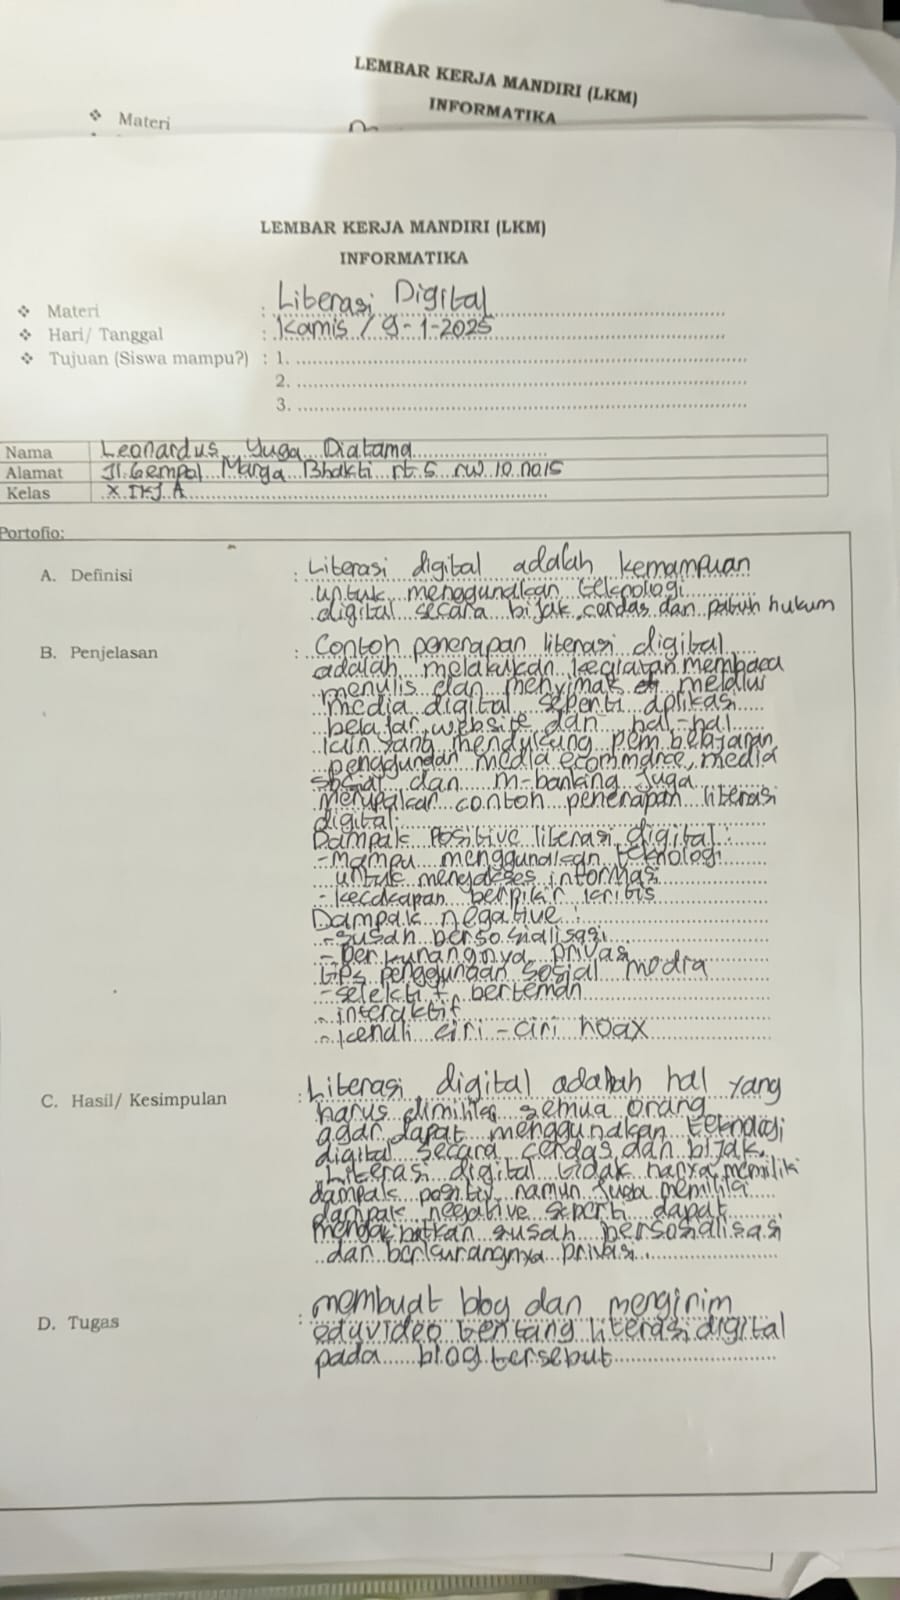 LEMBAR KERJA MANDIRI (LKM)
INFORMATIKA
❖ Materi
LEMBAR KERJA MANDIRI (LKM)
INFORMATIKA
❖ Materi : Literasi Digital
❖ Hari/ Tanggal : Kamis / 9-1-2025
❖ Tujuan (Siswa mampu?) : 1.
2.
3.
Nama Leonardus Yuga Diatama
Alamat Jl. Gempol Marga Bhakti rt.5 rw.10 no15
Kelas X TKJ A
Portofio:
A. Definisi : Literasi digital adalah kemampuan
untuk menggunakan teknologi
digital secara bijak, cerdas dan patuh hukum
B. Penjelasan : Contoh penerapan literasi digital
adalah melakukan kegiatan membaca
menulis dan menyimak melalui
media digital seperti aplikasi
belajar, website dan hal-hal
lain yang mendukung pembelajaran
penggunaan media ecommerce, media
sosial dan m-banking juga
merupakan contoh penerapan literasi
digital.
Dampak Positive literasi digital :
- Mampu menggunakan teknologi
untuk mengakses informasi
- kecakapan berpikir kritis
Dampak negative :
- susah bersosialisasi
- Berkurangnya privasi
tips penggunaan sosial media
- selektif berteman
- interaktif
- kenali ciri-ciri hoax
C. Hasil/ Kesimpulan : Literasi digital adalah hal yang
harus dimiliki semua orang
agar dapat menggunakan teknologi
digital secara cerdas dan bijak.
Literasi digital tidak hanya memiliki
dampak positiv namun juga memiliki
dampak negative seperti dapat
mengakibatkan susah bersosalisasi
dan berkurangnya privasi.
D. Tugas : membuat blog dan mengirim
eduvideo tentang literasi digital
pada blog tersebut